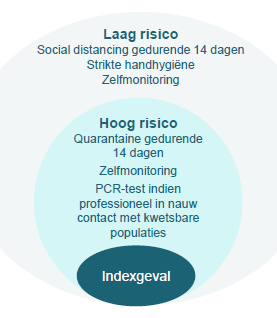 Laag risico
Social distancing gedurende 14 dagen
Strikte handhygiëne
Zelfmonitoring
Hoog risico
Quarantaine gedurende
14 dagen
Zelfmonitoring
PCR-test indien
professioneel in nauw
contact met kwetsbare
populaties
Indexgeval